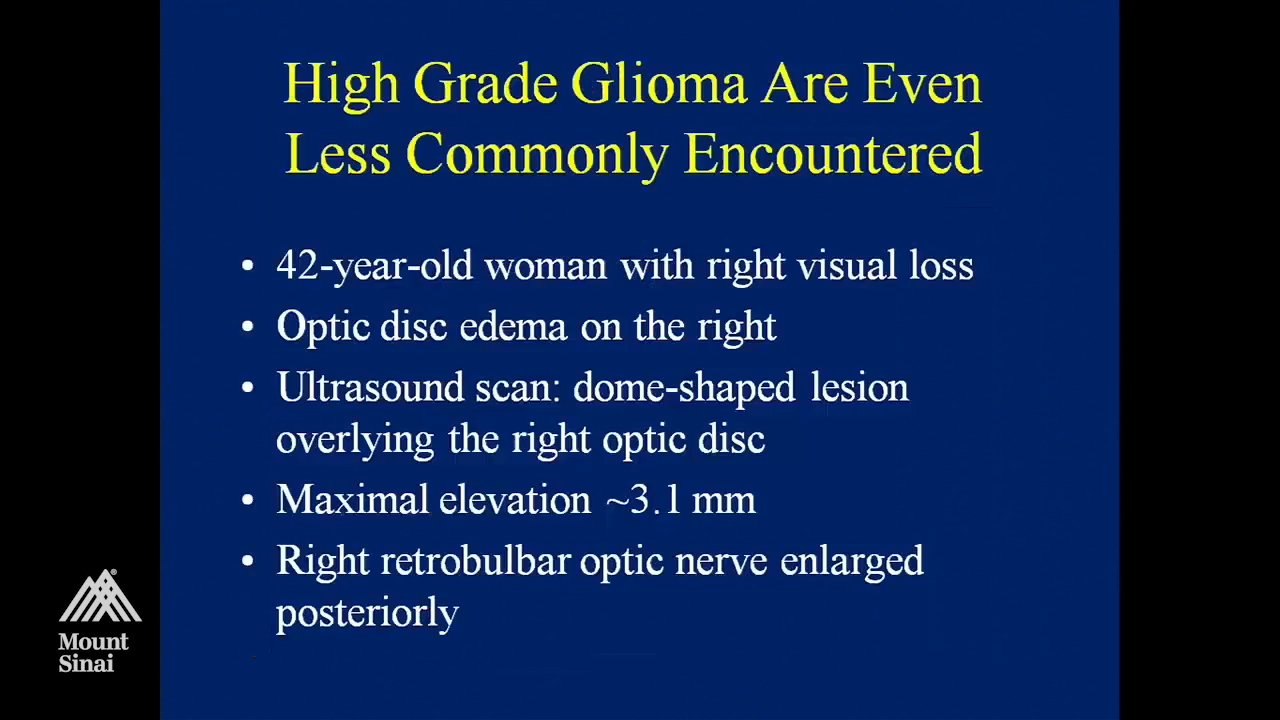 High Grade Glioma Are Even
Less Commonly Encountered
• 42-year-old woman with right visual loss
• Optic disc edema on the right
• Ultrasound scan: dome-shaped lesion
overlying the right optic disc
• Maximal elevation ~3.1 mm
• Right retrobulbar optic nerve enlarged
posteriorly
Mount
Sinai